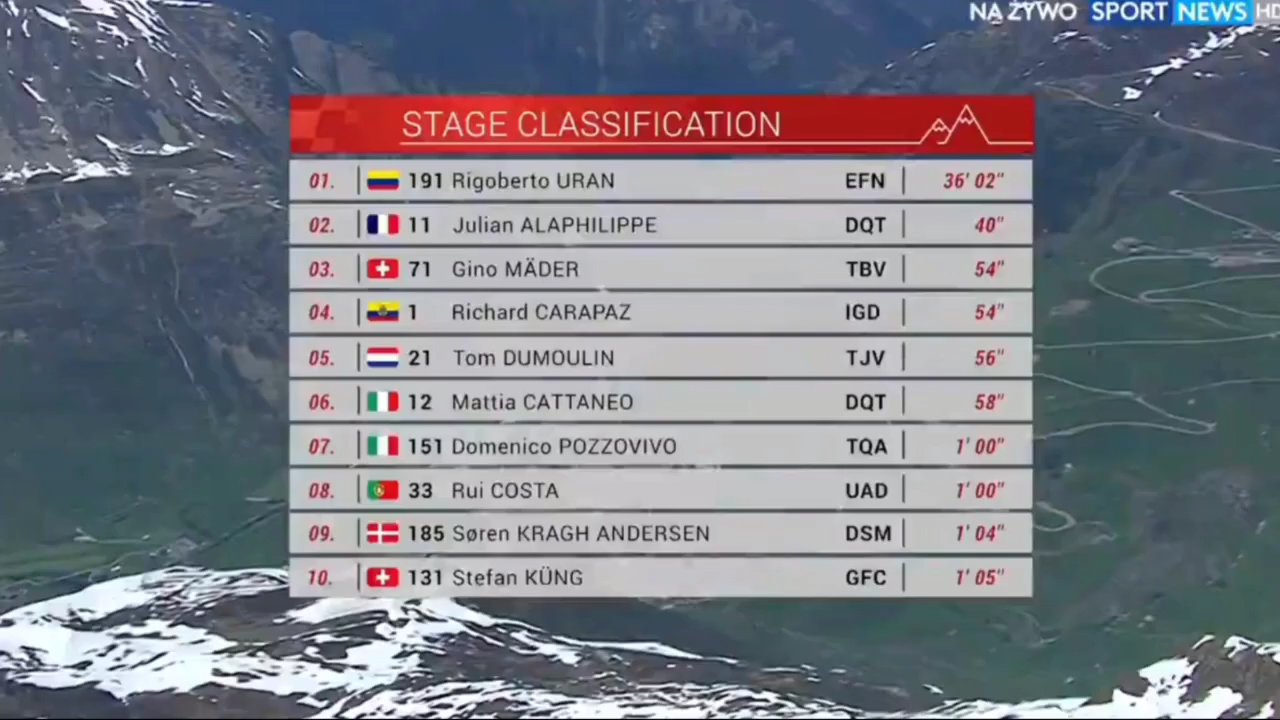 NA ŻYWO SPORT NEWS HD
STAGE CLASSIFICATION
01. 191 Rigoberto URAN EFN 36' 02"
02. 11 Julian ALAPHILIPPE DQT 40"
03. 71 Gino MÄDER TBV 54"
04. 1 Richard CARAPAZ IGD 54"
05. 21 Tom DUMOULIN TJV 56"
06. 12 Mattia CATTANEO DQT 58"
07. 151 Domenico POZZOVIVO TQA 1' 00"
08. 33 Rui COSTA UAD 1' 00"
09. 185 Søren KRAGH ANDERSEN DSM 1' 04"
10. 131 Stefan KÜNG GFC 1' 05"